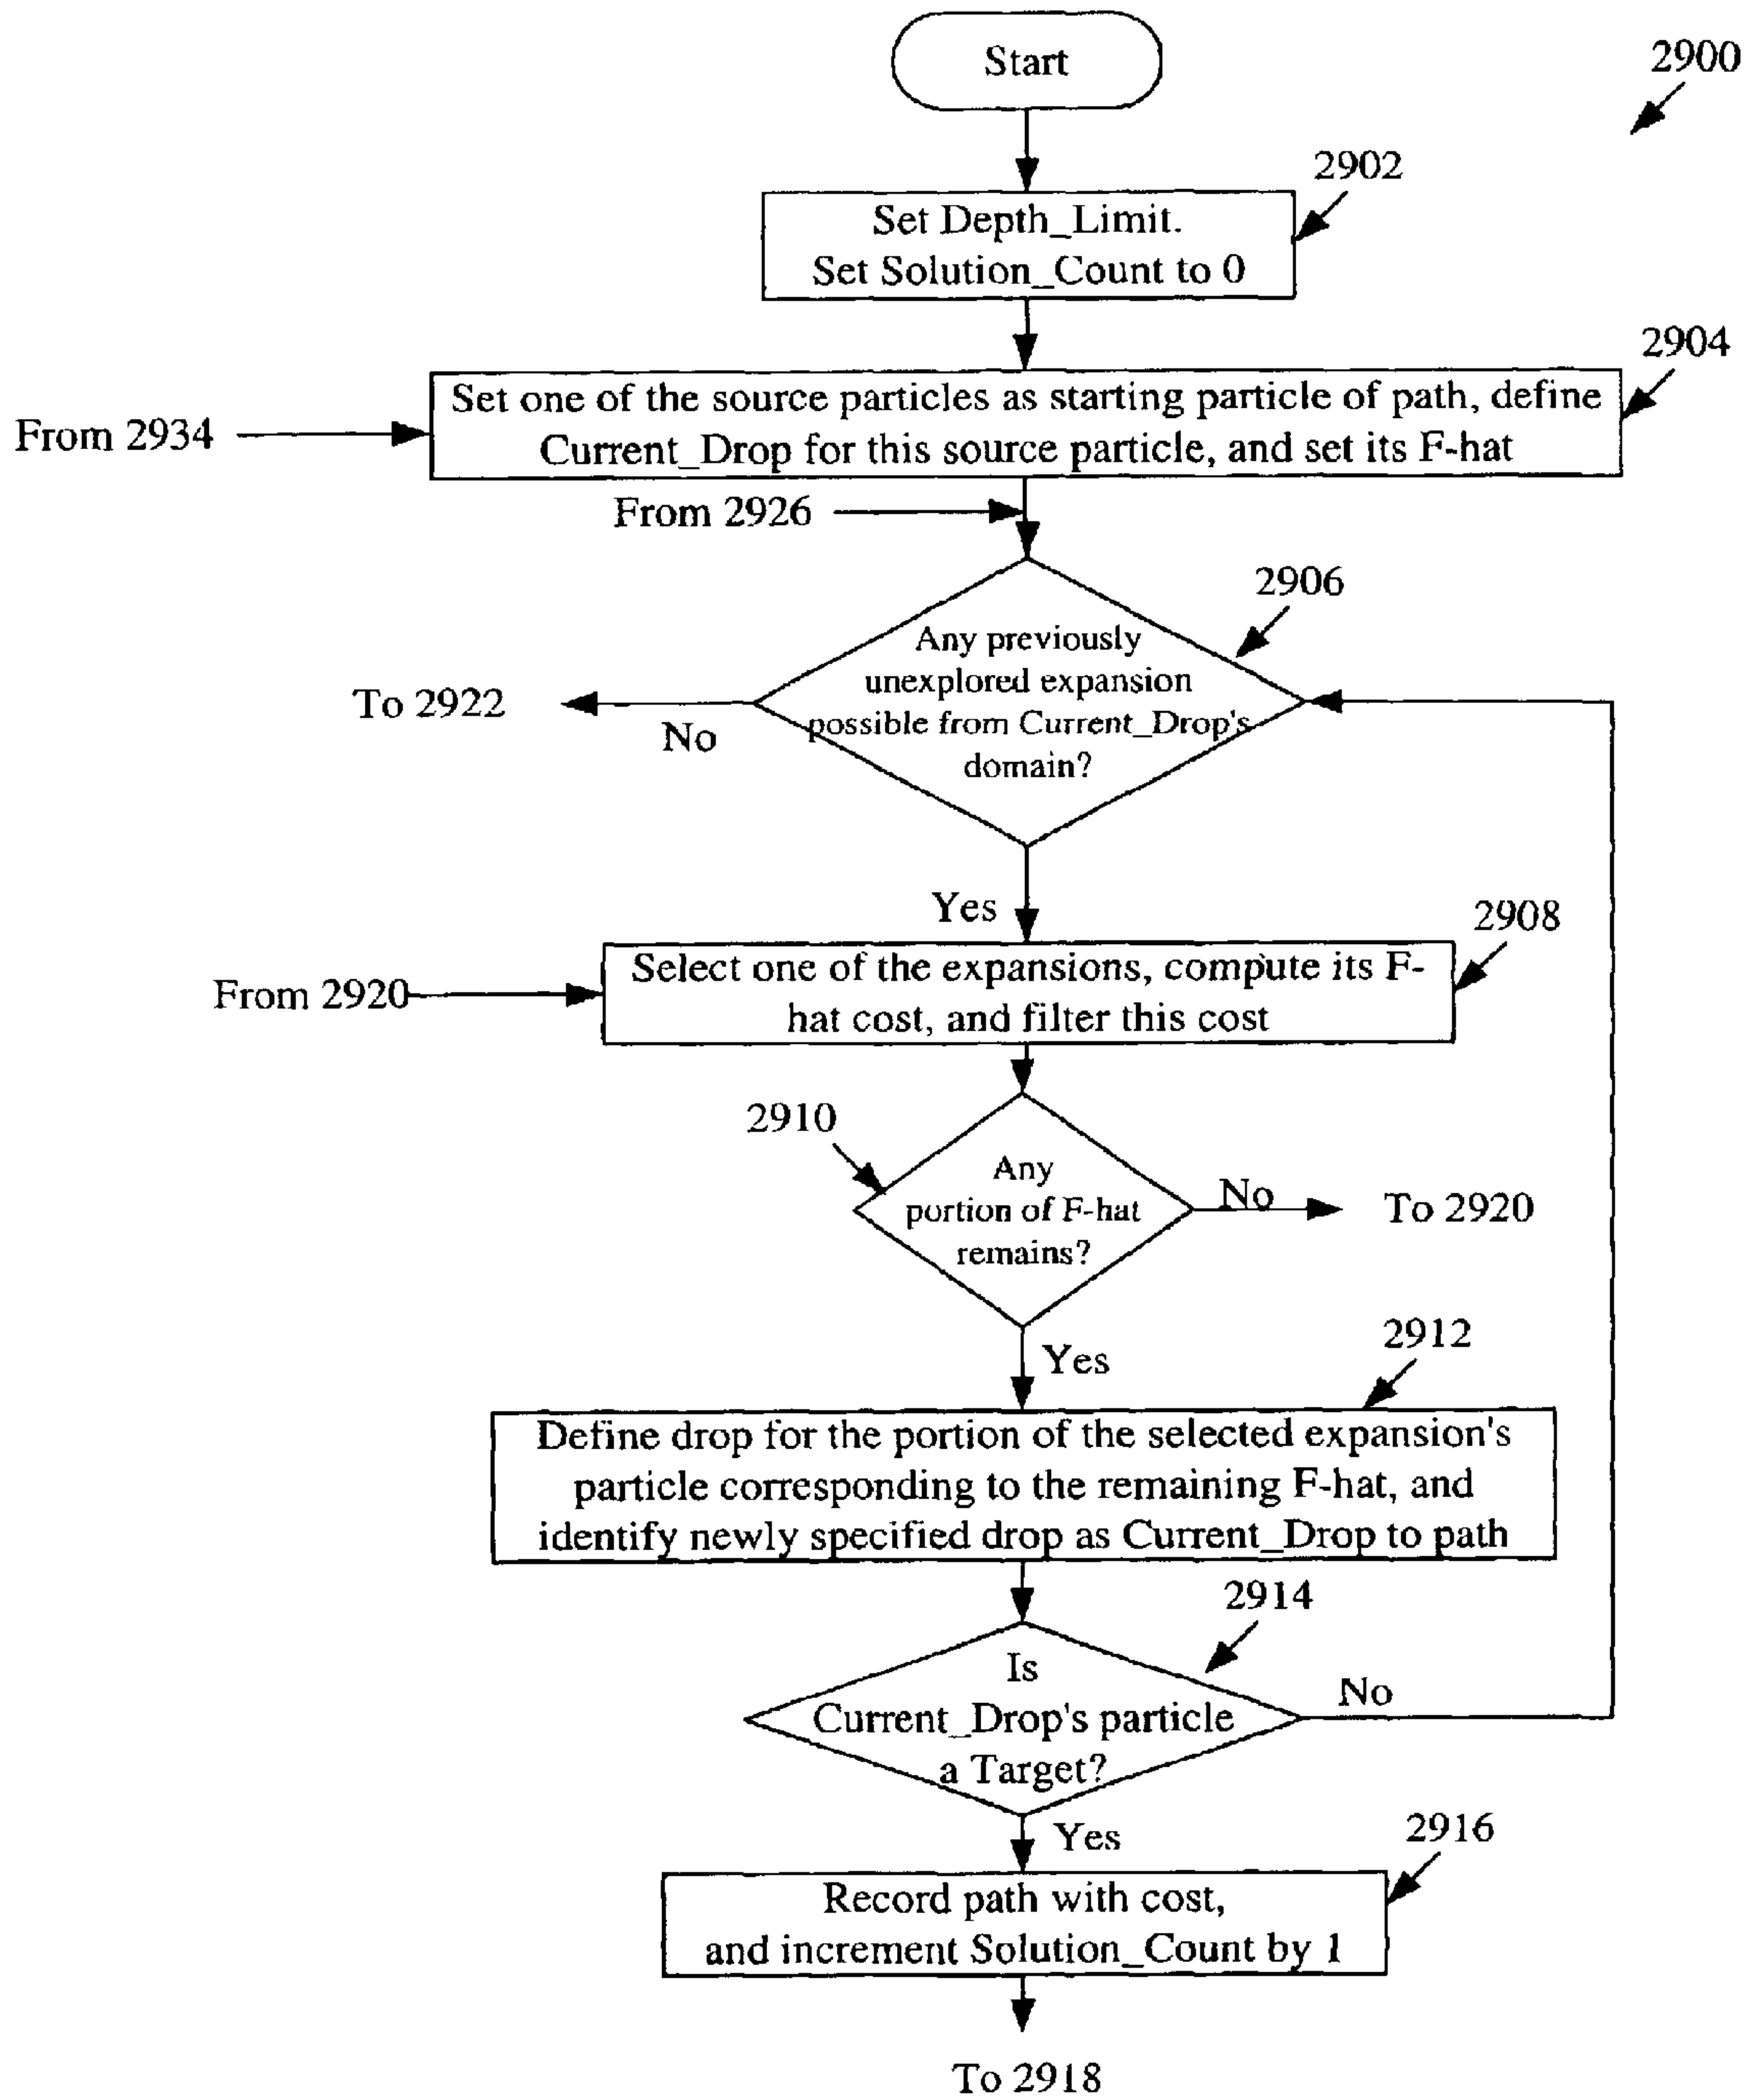 Start
2900
2902
Set Depth_Limit.
Set Solution_Count to 0
2904
Set one of the source particles as starting particle of path, define
Current_Drop for this source particle, and set its F-hat
From 2934
From 2926
2906
Any previously
unexplored expansion
possible from Current_Drop's
domain?
To 2922
No
Yes
2908
Select one of the expansions, compute its F-
hat cost, and filter this cost
From 2920
2910
Any
portion of F-hat
remains?
No
To 2920
Yes
2912
Define drop for the portion of the selected expansion's
particle corresponding to the remaining F-hat, and
identify newly specified drop as Current_Drop to path
2914
Is
Current_Drop's particle
a Target?
No
Yes
2916
Record path with cost,
and increment Solution_Count by 1
To 2918